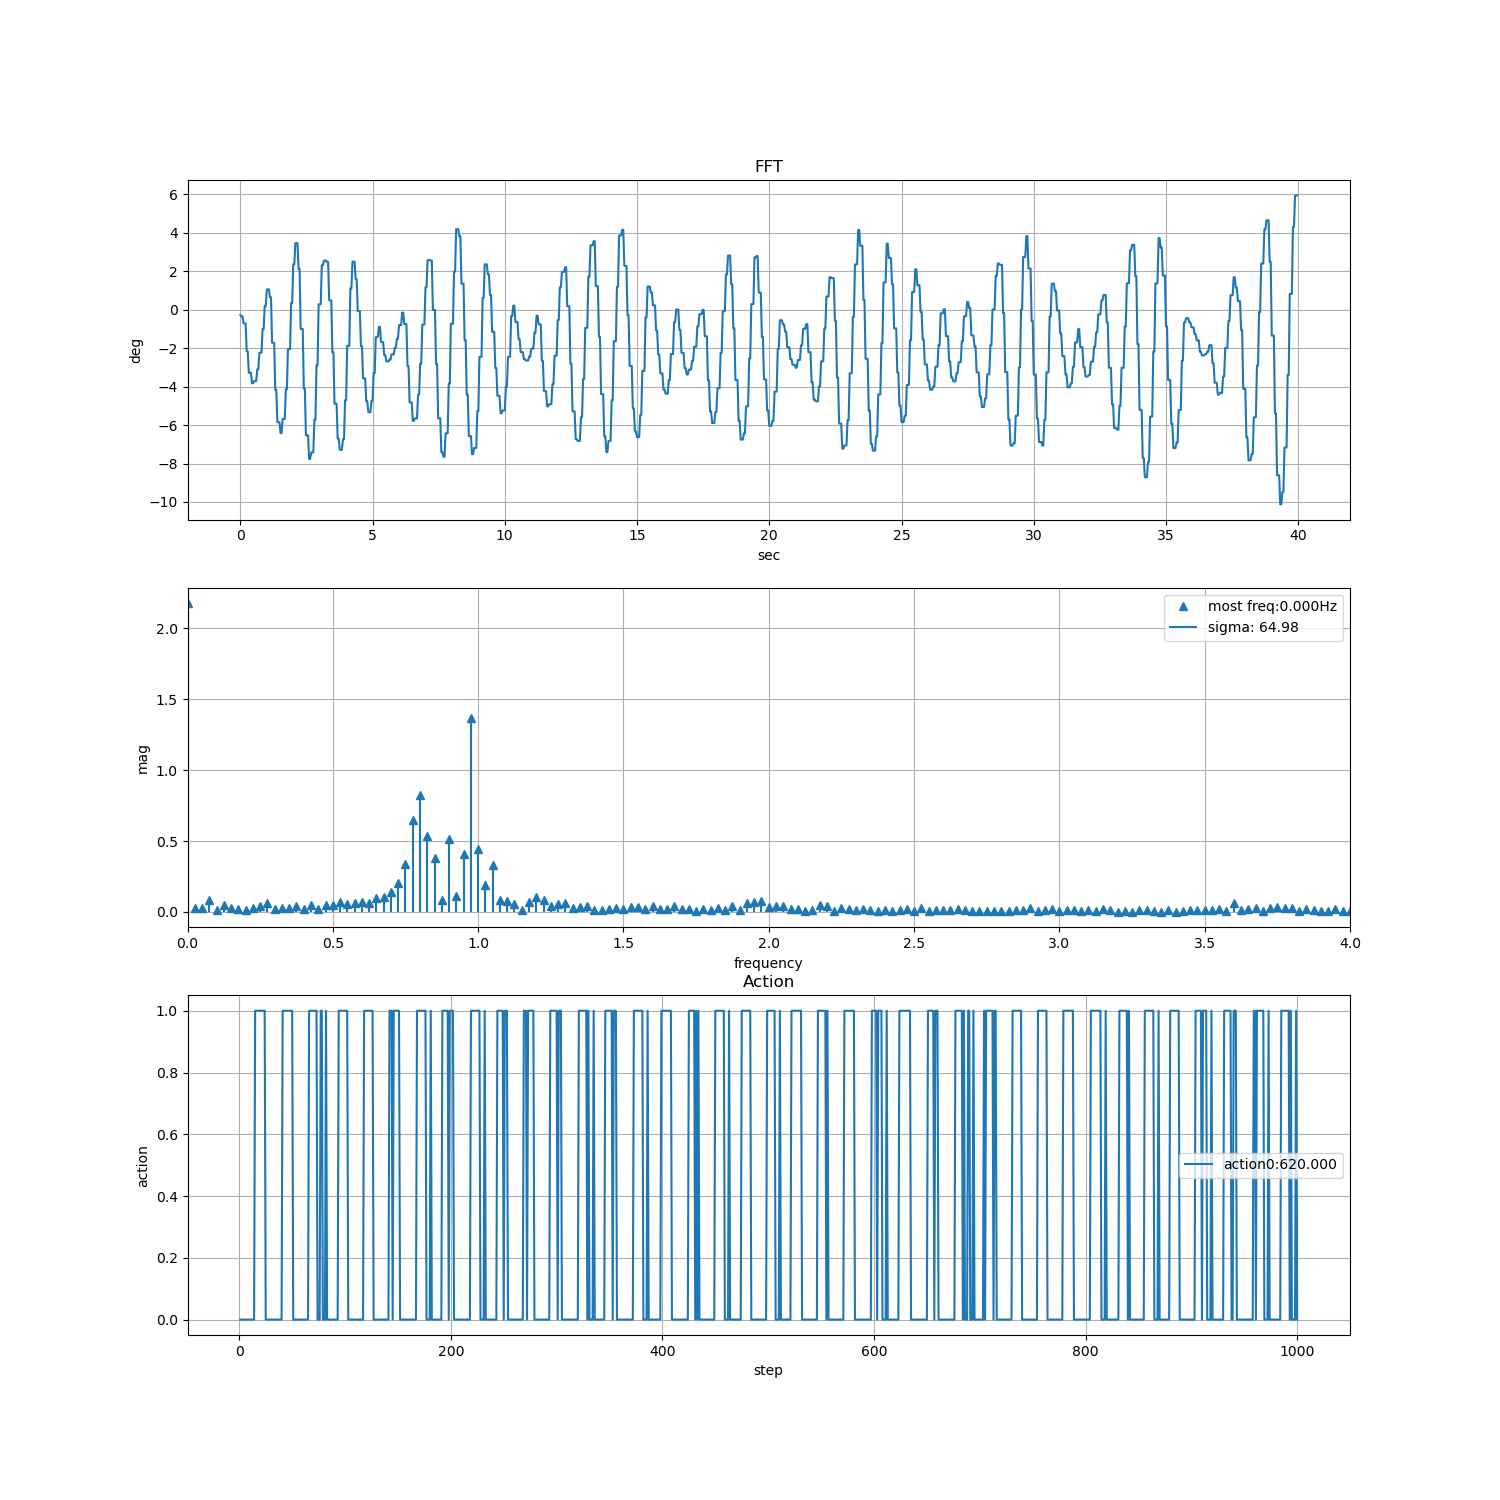 FFT
6
4
2
0
−2
−4
−6
−8
−10
deg
0 5 10 15 20 25 30 35 40
sec
most freq:0.000Hz
sigma: 64.98
2.0
1.5
1.0
0.5
0.0
mag
0.0 0.5 1.0 1.5 2.0 2.5 3.0 3.5 4.0
frequency
Action
1.0
0.8
0.6
0.4
0.2
0.0
action
action0:620.000
0 200 400 600 800 1000
step